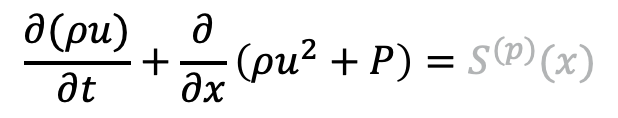 ∂(ρu)/∂t + ∂/∂x (ρu² + P) = S⁽ᵖ⁾(x)